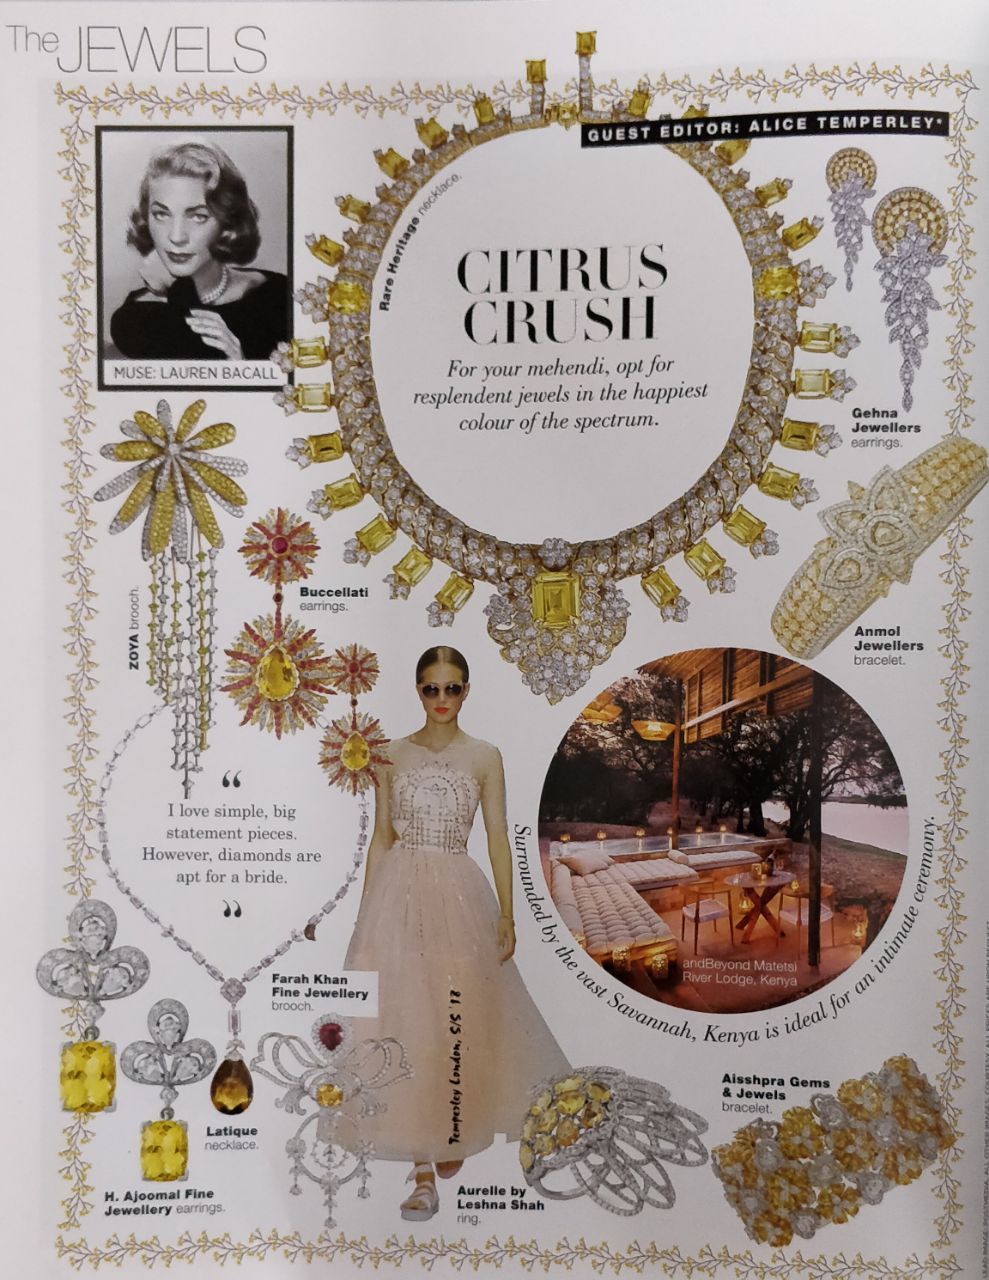 The JEWELS
GUEST EDITOR: ALICE TEMPERLEY*
MUSE: LAUREN BACALL
Rare Heritage necklace.
CITRUS
CRUSH
For your mehendi, opt for
resplendent jewels in the happiest
colour of the spectrum.
Gehna
Jewellers
earrings.
ZOYA brooch.
Buccellati
earrings.
Anmol
Jewellers
bracelet.
“
I love simple, big
statement pieces.
However, diamonds are
apt for a bride.
”
andBeyond Matetsi
River Lodge, Kenya
Surrounded by the vast Savannah, Kenya is ideal for an intimate ceremony.
Farah Khan
Fine Jewellery
brooch.
Temperley London, S/S '18
Latique
necklace.
H. Ajoomal Fine
Jewellery earrings.
Aurelle by
Leshna Shah
ring.
Aisshpra Gems
& Jewels
bracelet.